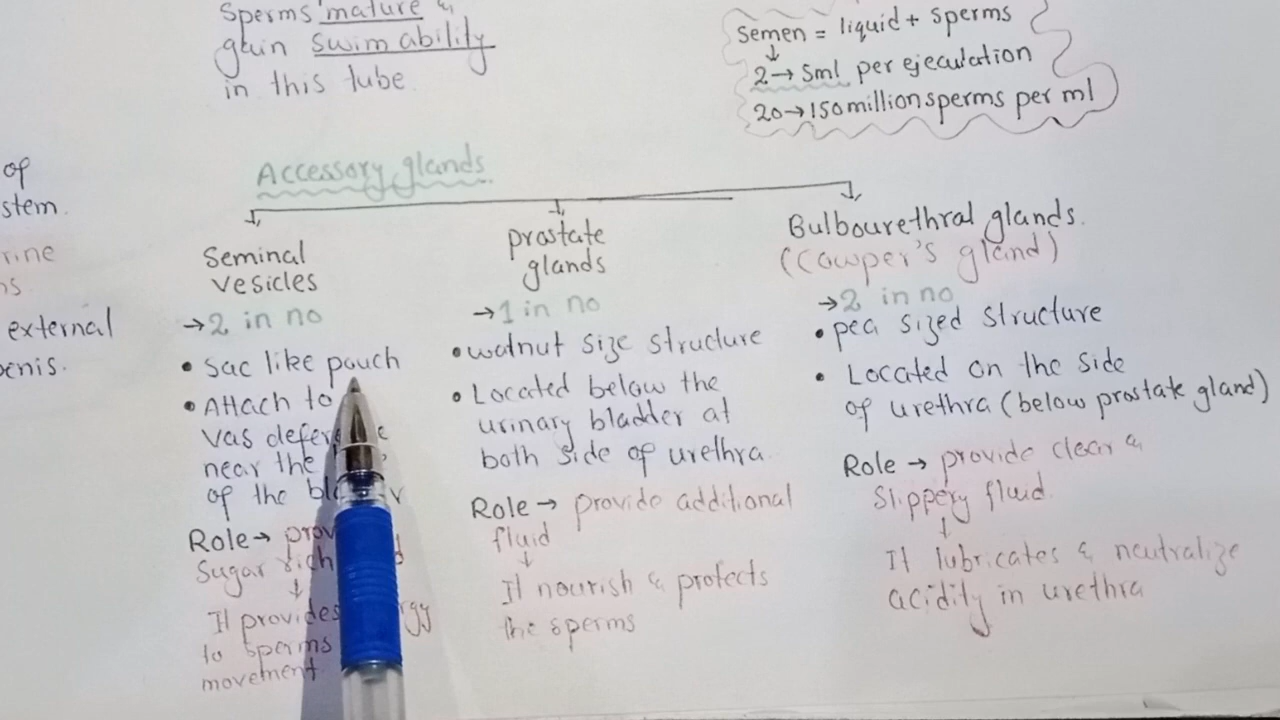 Sperms mature &
gain swim ability
in this tube
Semen = liquid + sperms
↓
2→5ml per ejeculation
20→150 million sperms per ml
of
stem.
external
Accessory glands
Seminal
vesicles
→2 in no
• Sac like pouch
• Attach to
vas
near the
of the
Role→
Sugar
↓
It provides
to sperms
movement
prostate
glands
→1 in no
• walnut size structure
• Located below the
urinary bladder at
both side of urethra.
Role → provide additional
fluid
↓
It nourish & protects
the sperms
Bulbourethral glands.
(Cowper's gland)
→2 in no
• pea sized structure
• Located on the side
of urethra (below prostate gland)
Role → provide clear &
Slippery fluid.
↓
It lubricates & neutralize
acidity in urethra